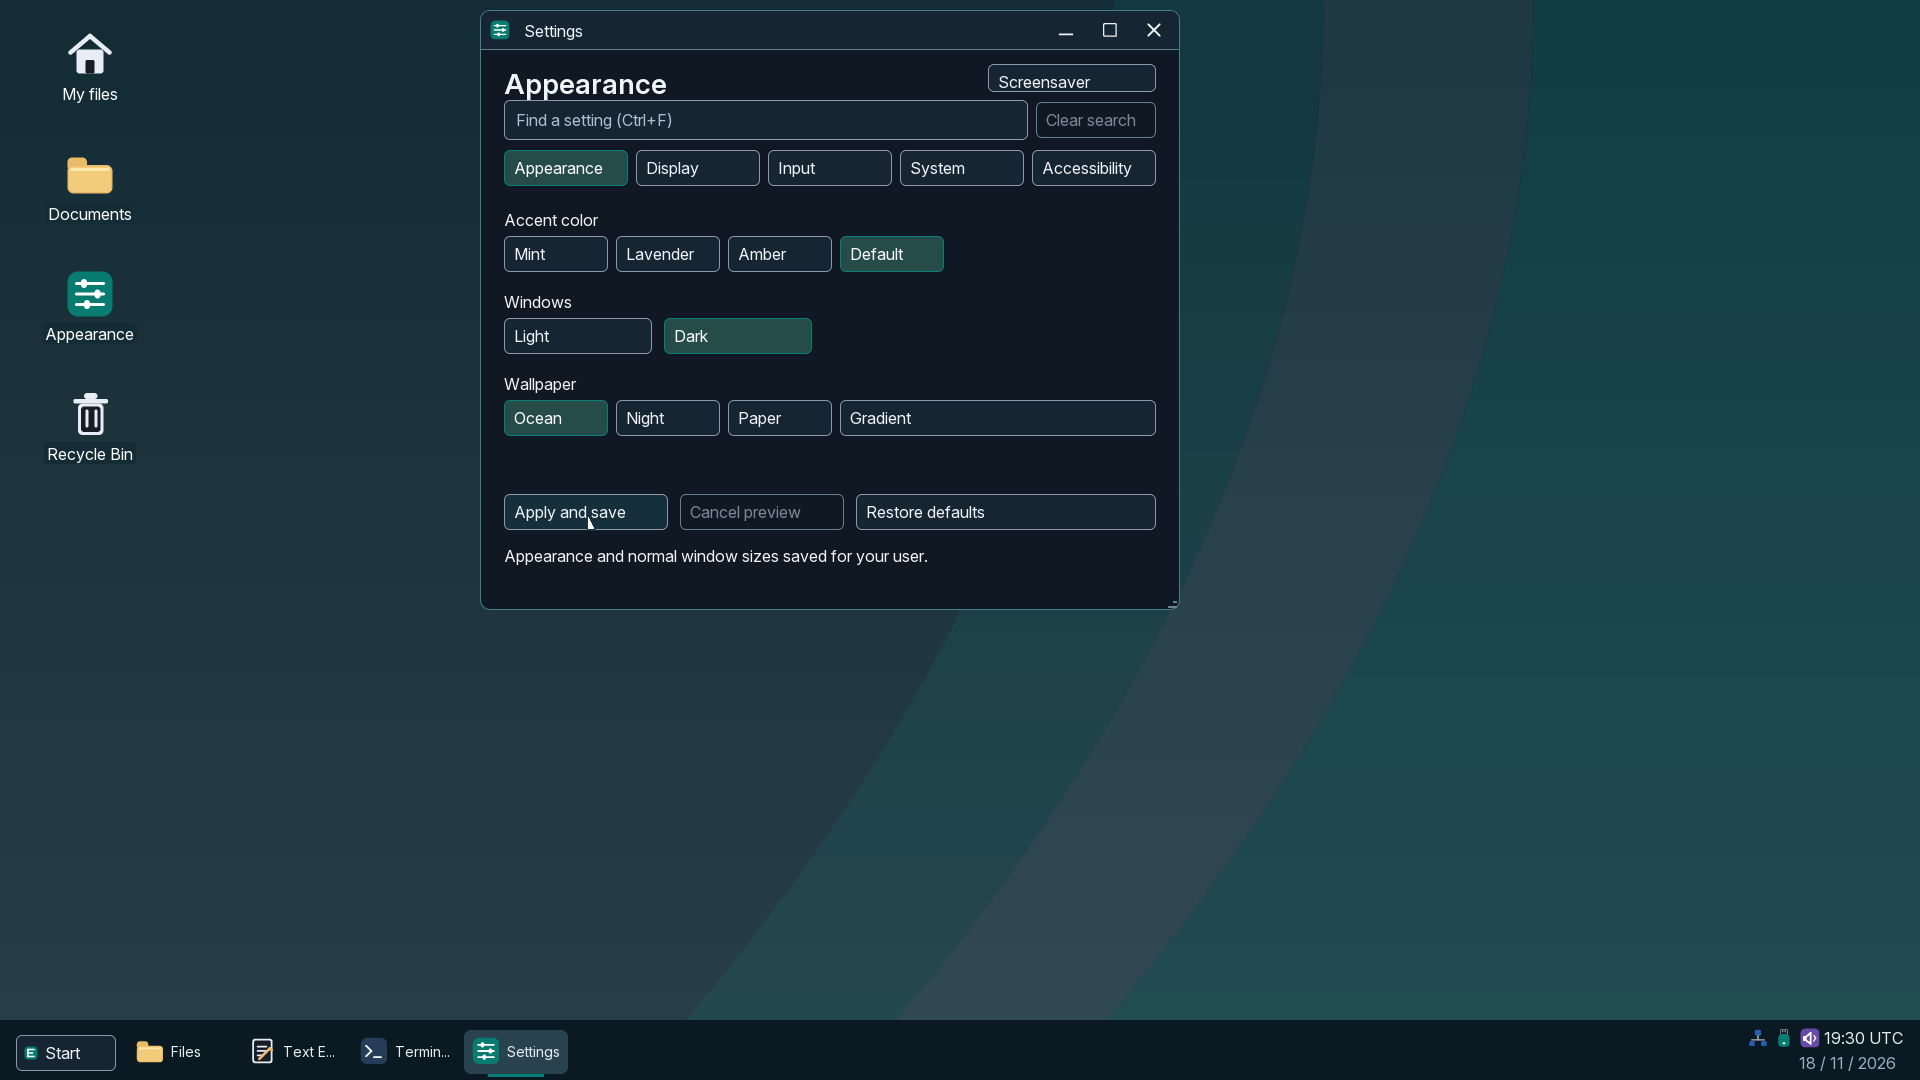 My files
Documents
Appearance
Recycle Bin
Settings
Appearance
Screensaver
Find a setting (Ctrl+F)
Clear search
Appearance
Display
Input
System
Accessibility
Accent color
Mint
Lavender
Amber
Default
Windows
Light
Dark
Wallpaper
Ocean
Night
Paper
Gradient
Apply and save
Cancel preview
Restore defaults
Appearance and normal window sizes saved for your user.
Start
Files
Text E...
Termin...
Settings
19:30 UTC
18 / 11 / 2026